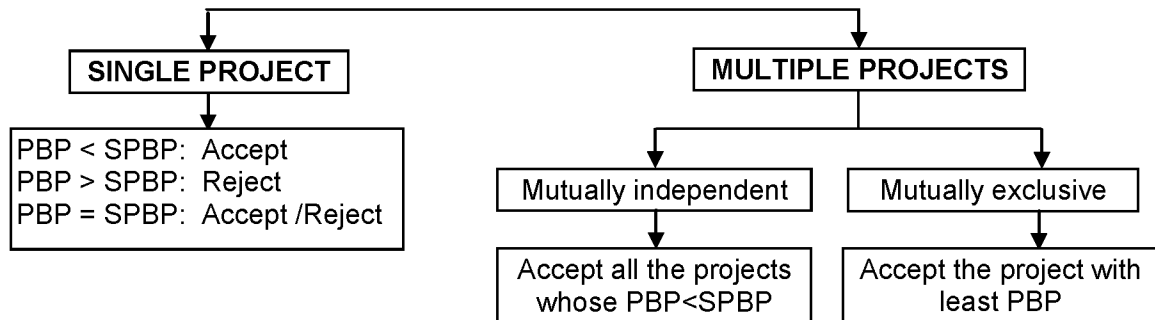 SINGLE PROJECT
MULTIPLE PROJECTS
PBP < SPBP: Accept
PBP > SPBP: Reject
PBP = SPBP: Accept /Reject
Mutually independent
Mutually exclusive
Accept all the projects
whose PBP<SPBP
Accept the project with
least PBP